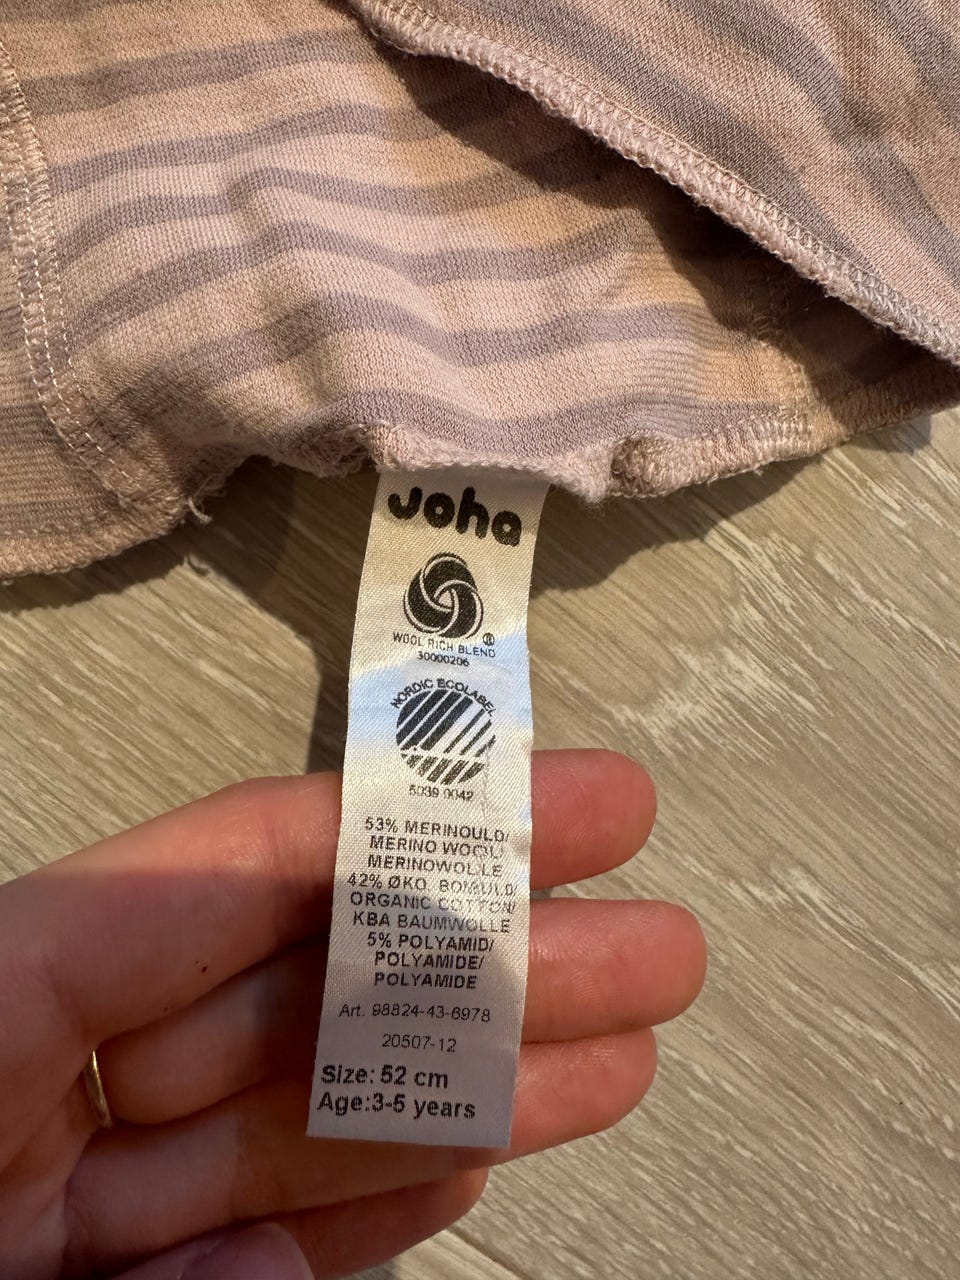 Joha
WOOL RICH BLEND ®
30000206
NORDIC ECOLABEL
5039 0042
53% MERINOULD/
MERINO WOOL/
MERINOWOLLE
42% ØKO. BOMULD/
ORGANIC COTTON/
KBA BAUMWOLLE
5% POLYAMID/
POLYAMIDE/
POLYAMIDE
Art. 98824-43-6978
20507-12
Size: 52 cm
Age:3-5 years